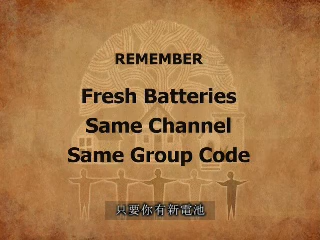 REMEMBER
Fresh Batteries
Same Channel
Same Group Code
只要你有新電池